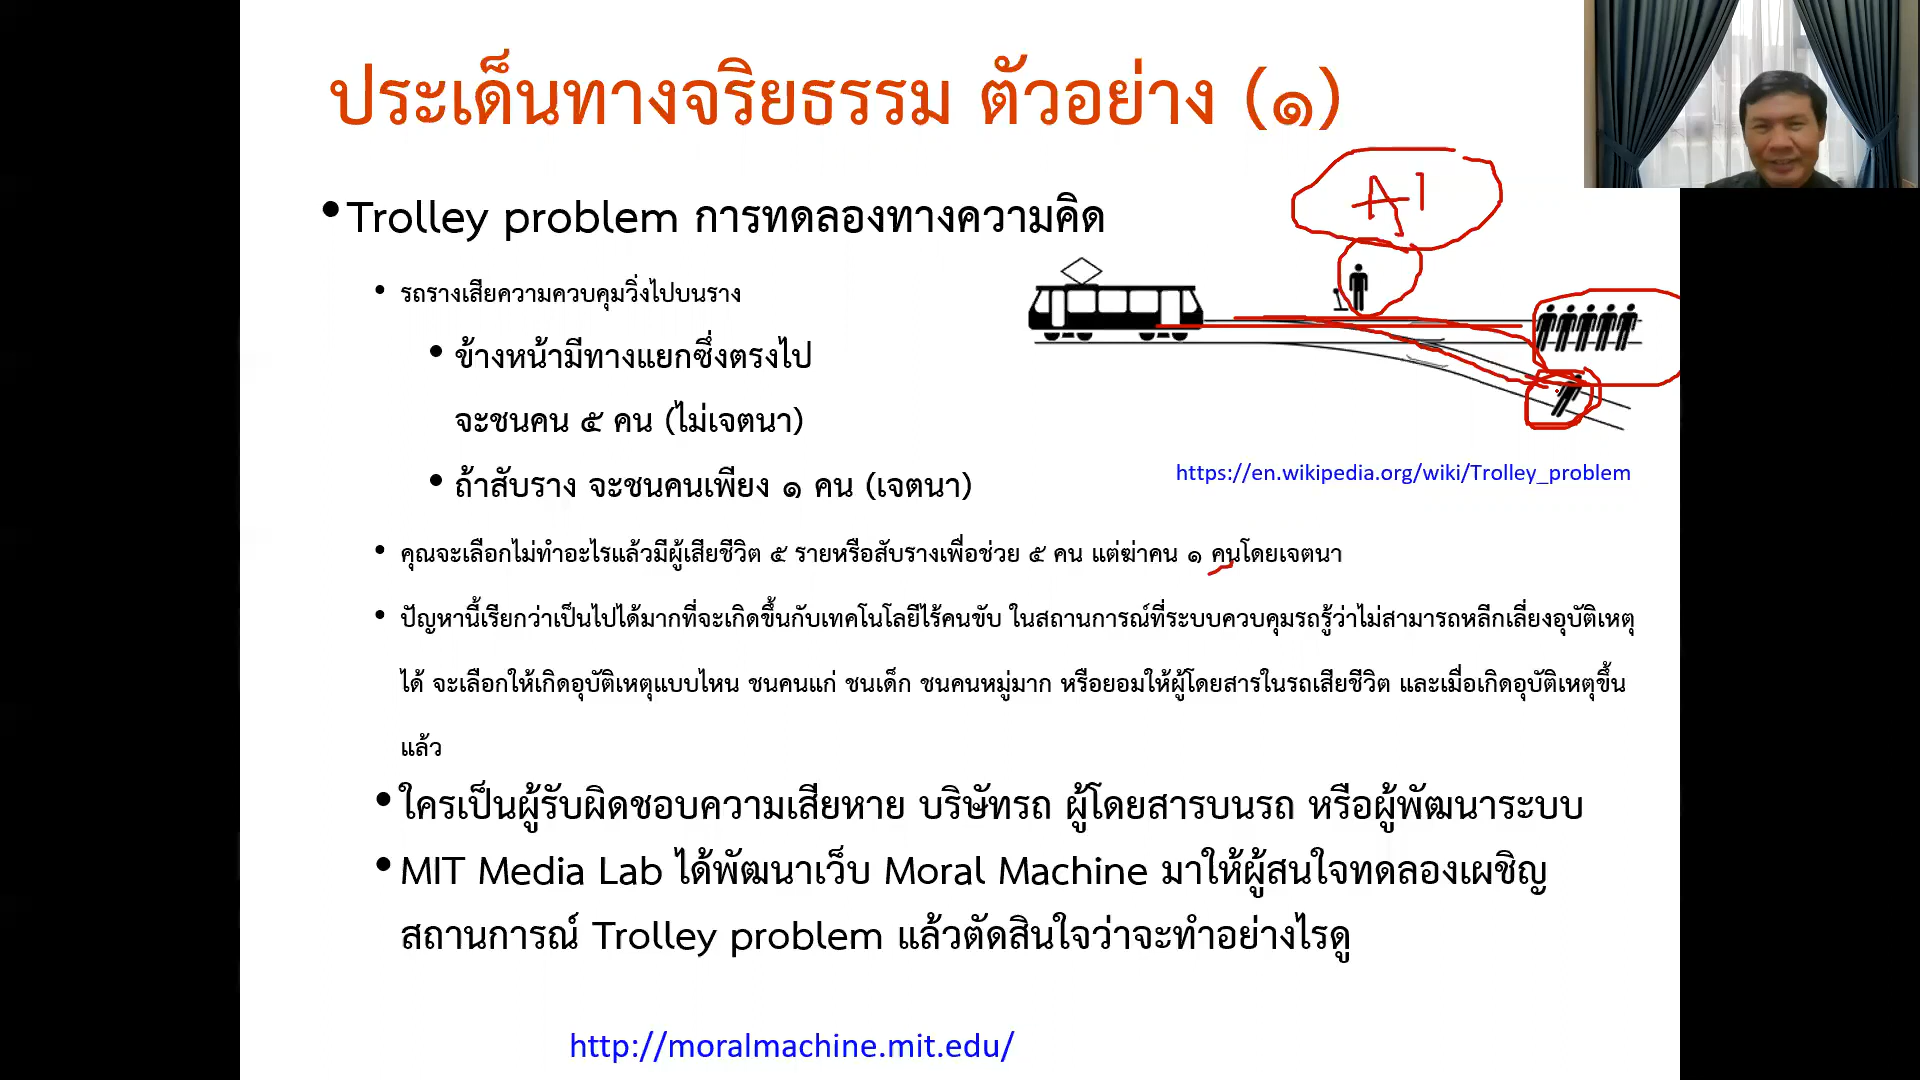 ประเด็นทางจริยธรรม ตัวอย่าง (๑)
AI
•Trolley problem การทดลองทางความคิด
• รถรางเสียความควบคุมวิ่งไปบนราง
• ข้างหน้ามีทางแยกซึ่งตรงไป
จะชนคน ๕ คน (ไม่เจตนา)
https://en.wikipedia.org/wiki/Trolley_problem
• ถ้าสับราง จะชนคนเพียง ๑ คน (เจตนา)
• คุณจะเลือกไม่ทำอะไรแล้วมีผู้เสียชีวิต ๕ รายหรือสับรางเพื่อช่วย ๕ คน แต่ฆ่าคน ๑ คนโดยเจตนา
• ปัญหานี้เรียกว่าเป็นไปได้มากที่จะเกิดขึ้นกับเทคโนโลยีไร้คนขับ ในสถานการณ์ที่ระบบควบคุมรถรู้ว่าไม่สามารถหลีกเลี่ยงอุบัติเหตุ
ได้ จะเลือกให้เกิดอุบัติเหตุแบบไหน ชนคนแก่ ชนเด็ก ชนคนหมู่มาก หรือยอมให้ผู้โดยสารในรถเสียชีวิต และเมื่อเกิดอุบัติเหตุขึ้น
แล้ว
•ใครเป็นผู้รับผิดชอบความเสียหาย บริษัทรถ ผู้โดยสารบนรถ หรือผู้พัฒนาระบบ
•MIT Media Lab ได้พัฒนาเว็บ Moral Machine มาให้ผู้สนใจทดลองเผชิญ
สถานการณ์ Trolley problem แล้วตัดสินใจว่าจะทำอย่างไรดู
http://moralmachine.mit.edu/